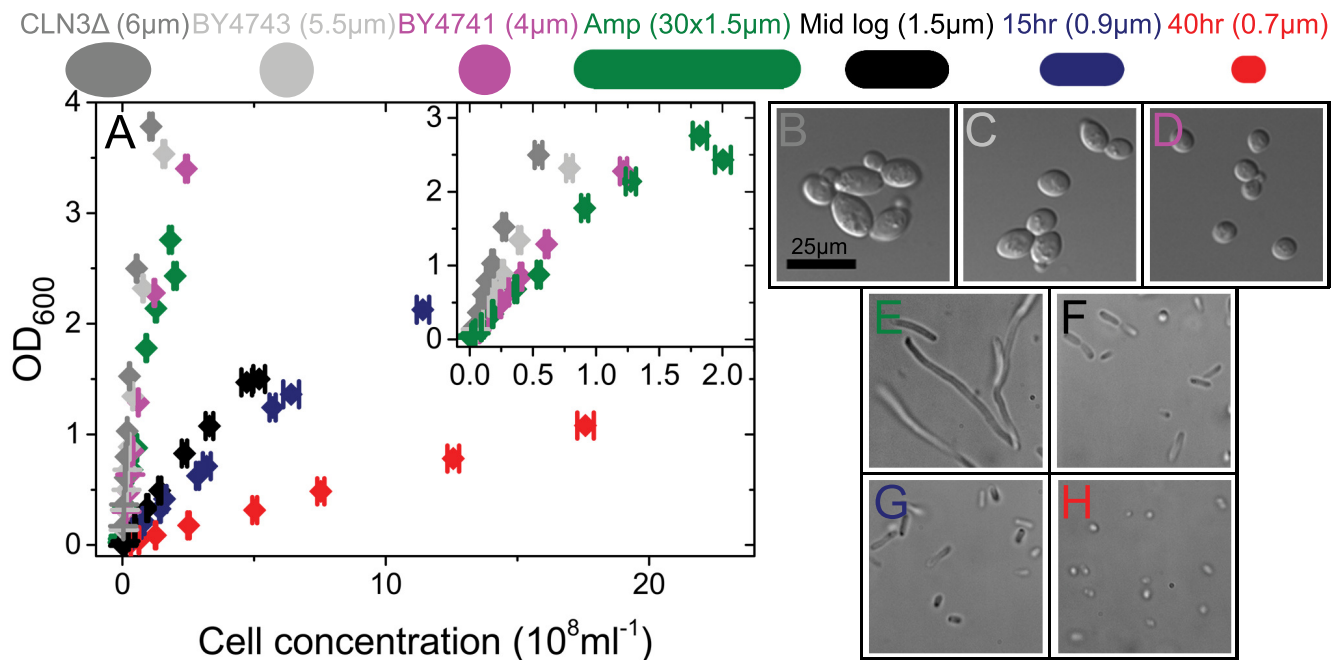 CLN3Δ (6μm) BY4743 (5.5μm) BY4741 (4μm) Amp (30x1.5μm) Mid log (1.5μm) 15hr (0.9μm) 40hr (0.7μm)
A
4
3
2
1
0
OD600
0 10 20
Cell concentration (10⁸ml⁻¹)
3
2
1
0
0.0 0.5 1.0 1.5 2.0
B C D
25μm
E F
G H